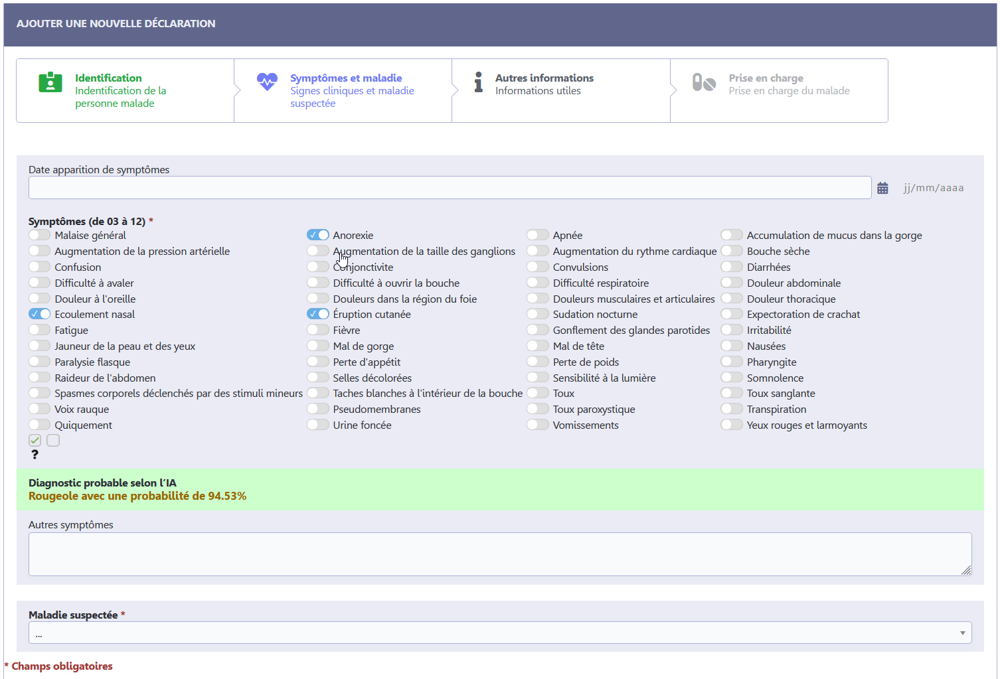 AJOUTER UNE NOUVELLE DÉCLARATION
Identification
Indentification de la
personne malade
Symptômes et maladie
Signes cliniques et maladie
suspectée
Autres informations
Informations utiles
Prise en charge
Prise en charge du malade
Date apparition de symptômes
jj/mm/aaaa
Symptômes (de 03 à 12) *
Malaise général Anorexie Apnée Accumulation de mucus dans la gorge
Augmentation de la pression artérielle Augmentation de la taille des ganglions Augmentation du rythme cardiaque Bouche sèche
Confusion Conjonctivite Convulsions Diarrhées
Difficulté à avaler Difficulté à ouvrir la bouche Difficulté respiratoire Douleur abdominale
Douleur à l'oreille Douleurs dans la région du foie Douleurs musculaires et articulaires Douleur thoracique
Ecoulement nasal Éruption cutanée Sudation nocturne Expectoration de crachat
Fatigue Fièvre Gonflement des glandes parotides Irritabilité
Jauneur de la peau et des yeux Mal de gorge Mal de tête Nausées
Paralysie flasque Perte d'appétit Perte de poids Pharyngite
Raideur de l'abdomen Selles décolorées Sensibilité à la lumière Somnolence
Spasmes corporels déclenchés par des stimuli mineurs Taches blanches à l'intérieur de la bouche Toux Toux sanglante
Voix rauque Pseudomembranes Toux paroxystique Transpiration
Quiquement Urine foncée Vomissements Yeux rouges et larmoyants
?
Diagnostic probable selon l’IA
Rougeole avec une probabilité de 94.53%
Autres symptômes
Maladie suspectée *
...
* Champs obligatoires